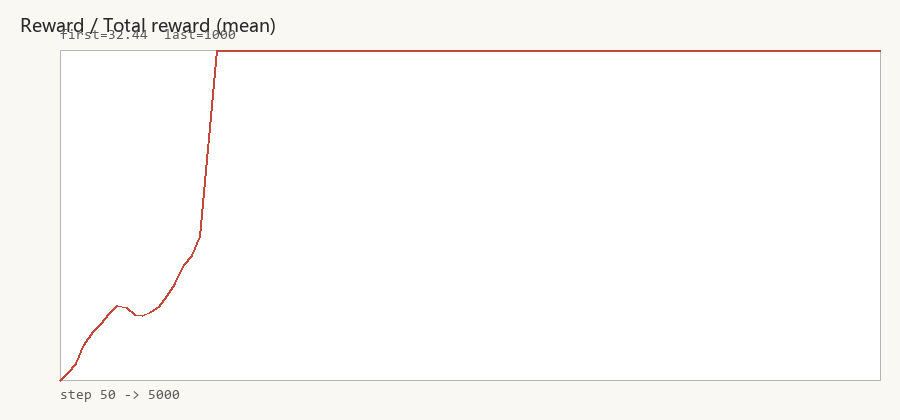 Reward / Total reward (mean)
first=32.44  last=1000
step 50 -> 5000